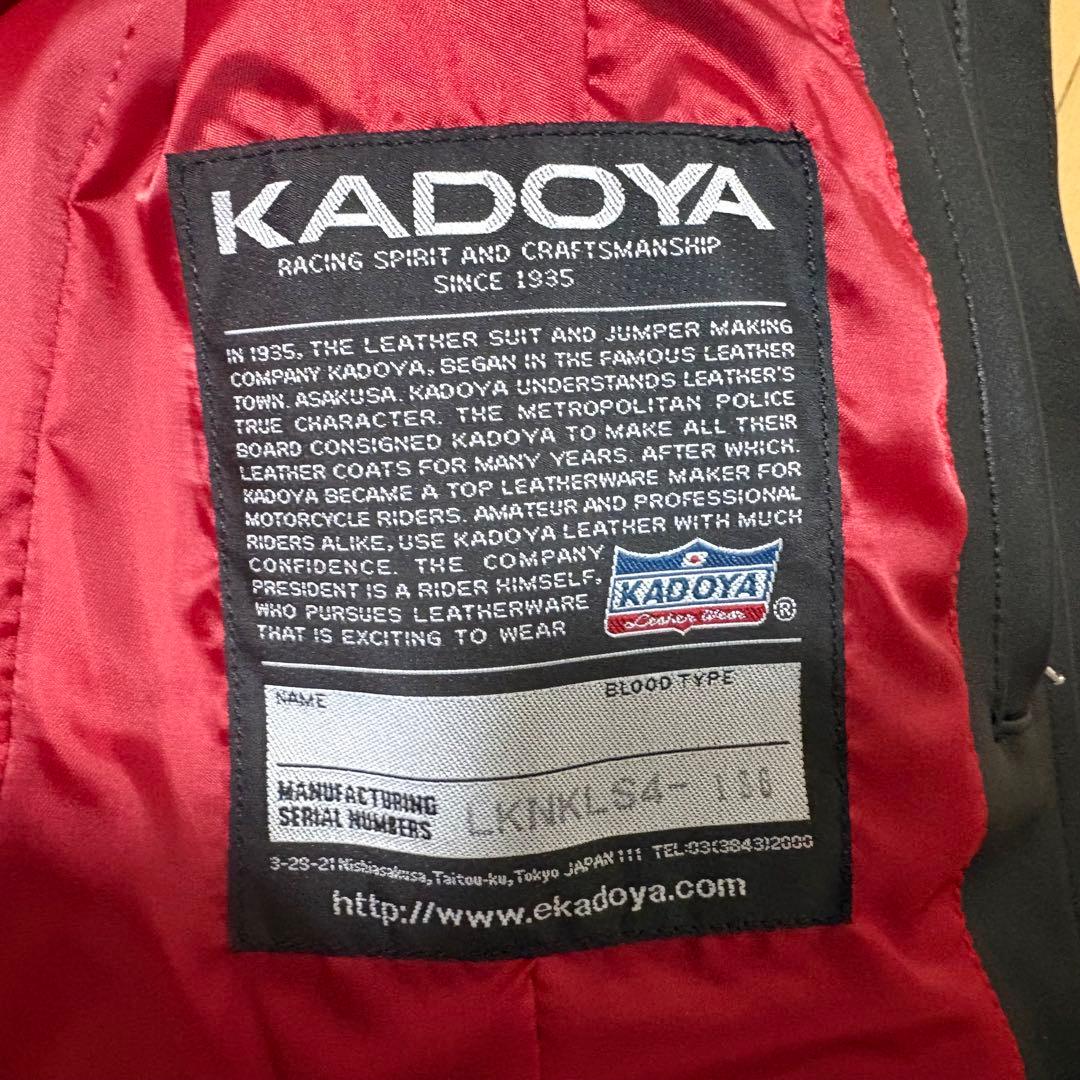 KADOYA
RACING SPIRIT AND CRAFTSMANSHIP
SINCE 1935
IN 1935, THE LEATHER SUIT AND JUMPER MAKING
COMPANY KADOYA, BEGAN IN THE FAMOUS LEATHER
TOWN. ASAKUSA. KADOYA UNDERSTANDS LEATHER'S
TRUE CHARACTER. THE METROPOLITAN POLICE
BOARD CONSIGNED KADOYA TO MAKE ALL THEIR
LEATHER COATS FOR MANY YEARS. AFTER WHICH.
KADOYA BECAME A TOP LEATHERWARE MAKER FOR
MOTORCYCLE RIDERS. AMATEUR AND PROFESSIONAL
RIDERS ALIKE, USE KADOYA LEATHER WITH MUCH
CONFIDENCE. THE COMPANY
PRESIDENT IS A RIDER HIMSELF,
WHO PURSUES LEATHERWARE
THAT IS EXCITING TO WEAR
KADOYA ®
Leather Wear
NAME BLOOD TYPE
MANUFACTURING
SERIAL NUMBERS
3-28-21 Nishiasakusa, Taitou-ku, Tokyo JAPAN 111 TEL:03(3843)2000
http://www.ekadoya.com